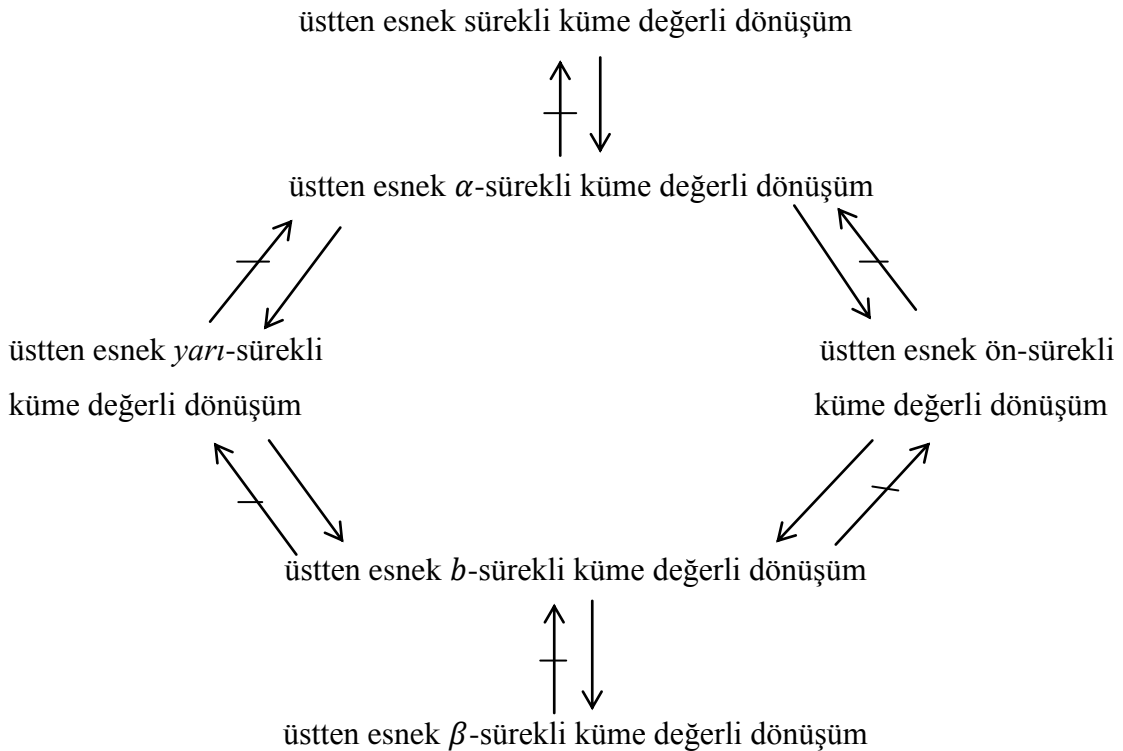 üstten esnek sürekli küme değerli dönüşüm
üstten esnek α-sürekli küme değerli dönüşüm
üstten esnek yarı-sürekli
küme değerli dönüşüm
üstten esnek ön-sürekli
küme değerli dönüşüm
üstten esnek b-sürekli küme değerli dönüşüm
üstten esnek β-sürekli küme değerli dönüşüm